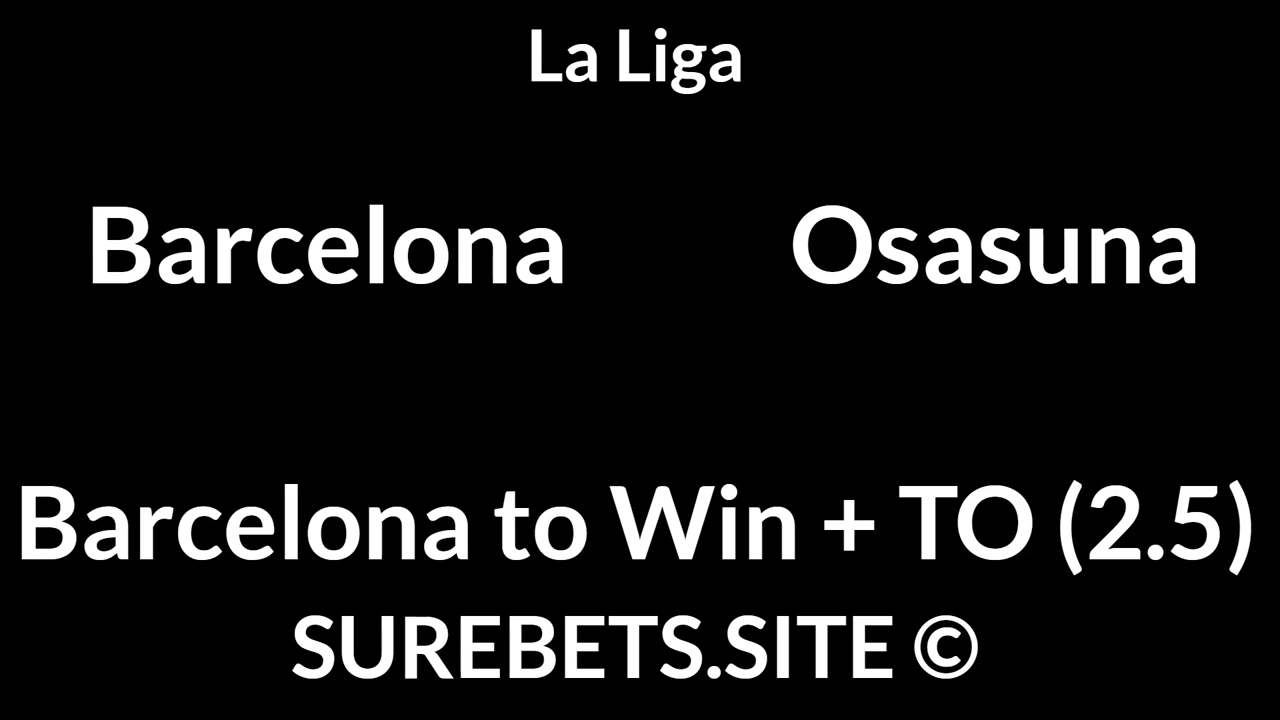 La Liga
Barcelona Osasuna
Barcelona to Win + TO (2.5)
SUREBETS.SITE ©